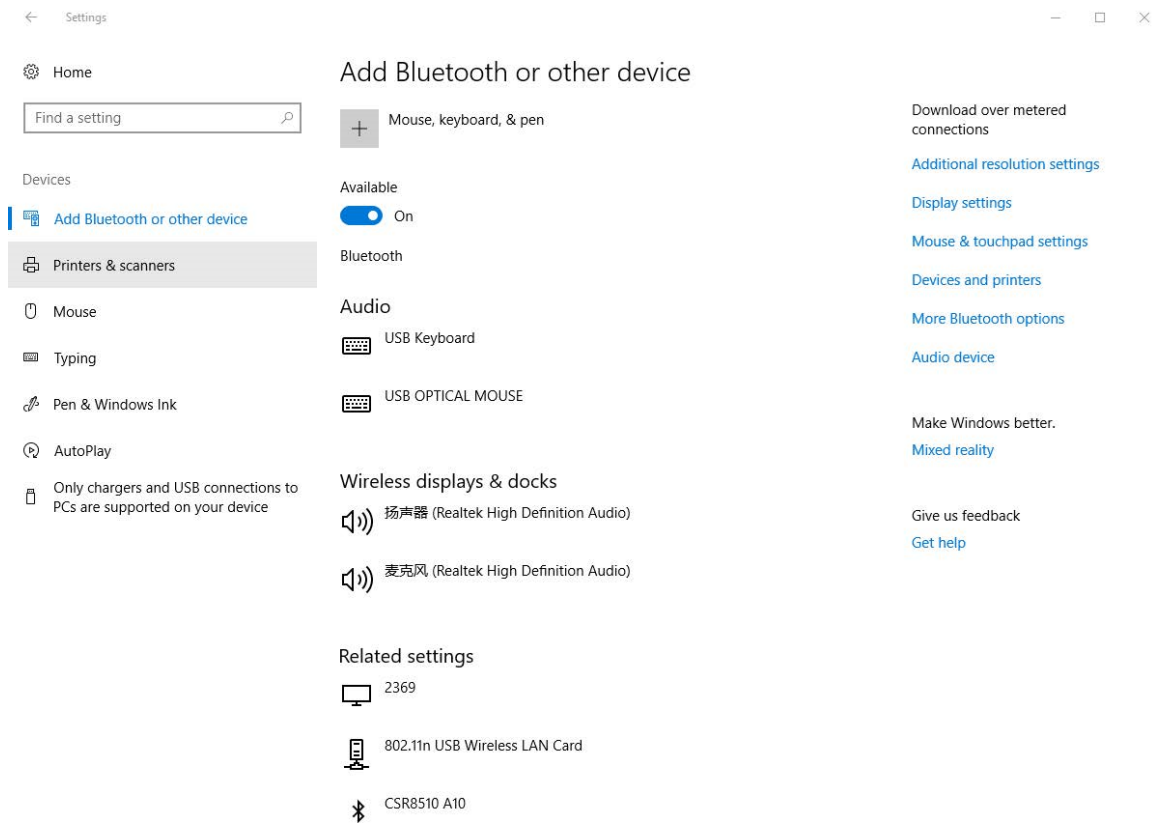 Settings
Home
Find a setting
Devices
Add Bluetooth or other device
Printers & scanners
Mouse
Typing
Pen & Windows Ink
AutoPlay
Only chargers and USB connections to
PCs are supported on your device
Add Bluetooth or other device
Mouse, keyboard, & pen
Available
On
Bluetooth
Audio
USB Keyboard
USB OPTICAL MOUSE
Wireless displays & docks
扬声器 (Realtek High Definition Audio)
麦克风 (Realtek High Definition Audio)
Related settings
2369
802.11n USB Wireless LAN Card
CSR8510 A10
Download over metered
connections
Additional resolution settings
Display settings
Mouse & touchpad settings
Devices and printers
More Bluetooth options
Audio device
Make Windows better.
Mixed reality
Give us feedback
Get help